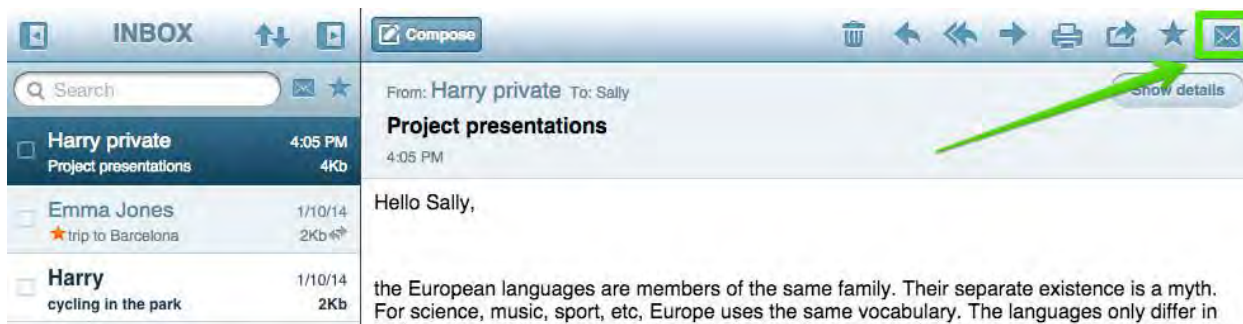 INBOX
Compose
Search
From: Harry private To: Sally
Show details
Project presentations
4:05 PM
Harry private 4:05 PM
Project presentations 4Kb
Emma Jones 1/10/14
trip to Barcelona 2Kb
Harry 1/10/14
cycling in the park 2Kb
Hello Sally,
the European languages are members of the same family. Their separate existence is a myth.
For science, music, sport, etc, Europe uses the same vocabulary. The languages only differ in